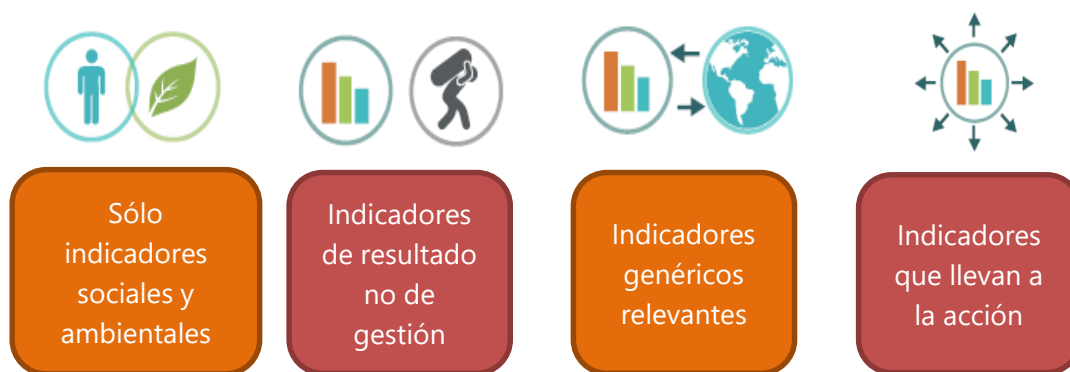 Sólo
indicadores
sociales y
ambientales
Indicadores
de resultado
no de
gestión
Indicadores
genéricos
relevantes
Indicadores
que llevan a
la acción